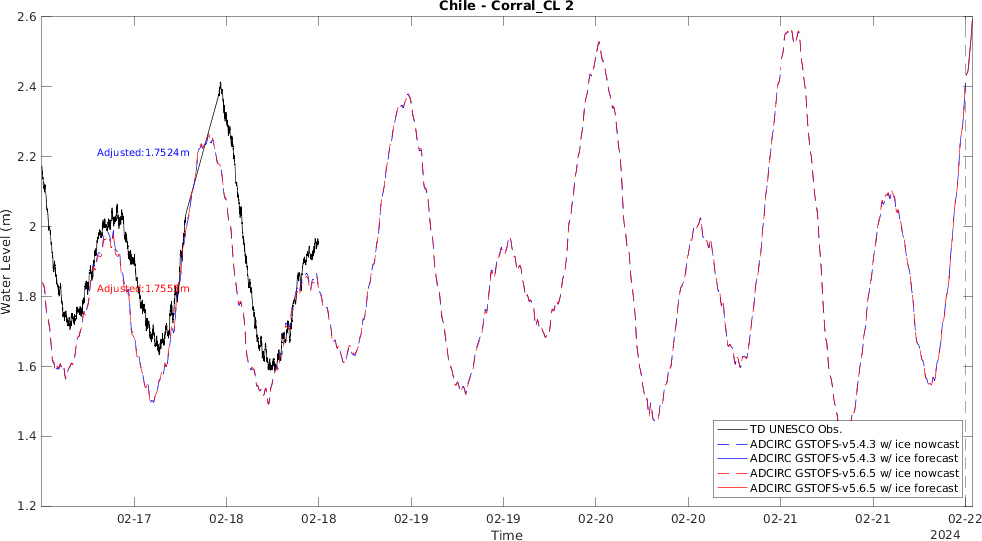 Chile - Corral_CL 2
2.6
2.4
2.2
2
1.8
1.6
1.4
1.2
Water Level (m)
Adjusted:1.7524m
TD UNESCO Obs.
ADCIRC GSTOFS-v5.4.3 w/ ice nowcast
ADCIRC GSTOFS-v5.4.3 w/ ice forecast
ADCIRC GSTOFS-v5.6.5 w/ ice nowcast
ADCIRC GSTOFS-v5.6.5 w/ ice forecast
02-17 02-18 02-18 02-19 02-19 02-20 02-20 02-21 02-21 02-22
Time
2024